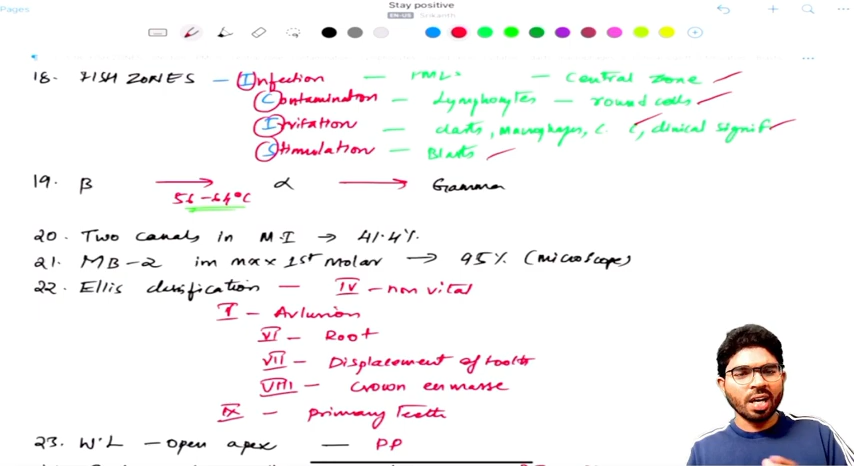 Pages
Stay positive
EN-US Srikanth
18. FISH ZONES - Infection - PMLs - Central zone
Contamination - Lymphocytes - round cells
Irritation - clasts, Macrophages, C. C, clinical signif
Stimulation - Blasts
19. β → α → Gamma
56-64°C
20. Two canals in M.I → 41.4%
21. MB-2 in max 1st Molar → 95% (microscope)
22. Ellis classification - IV - non vital
V - Avlusion
VI - Root
VII - Displacement of tooth
VIII - Crown enmasse
IX - Primary Teeth
23. W.L - Open apex - PP